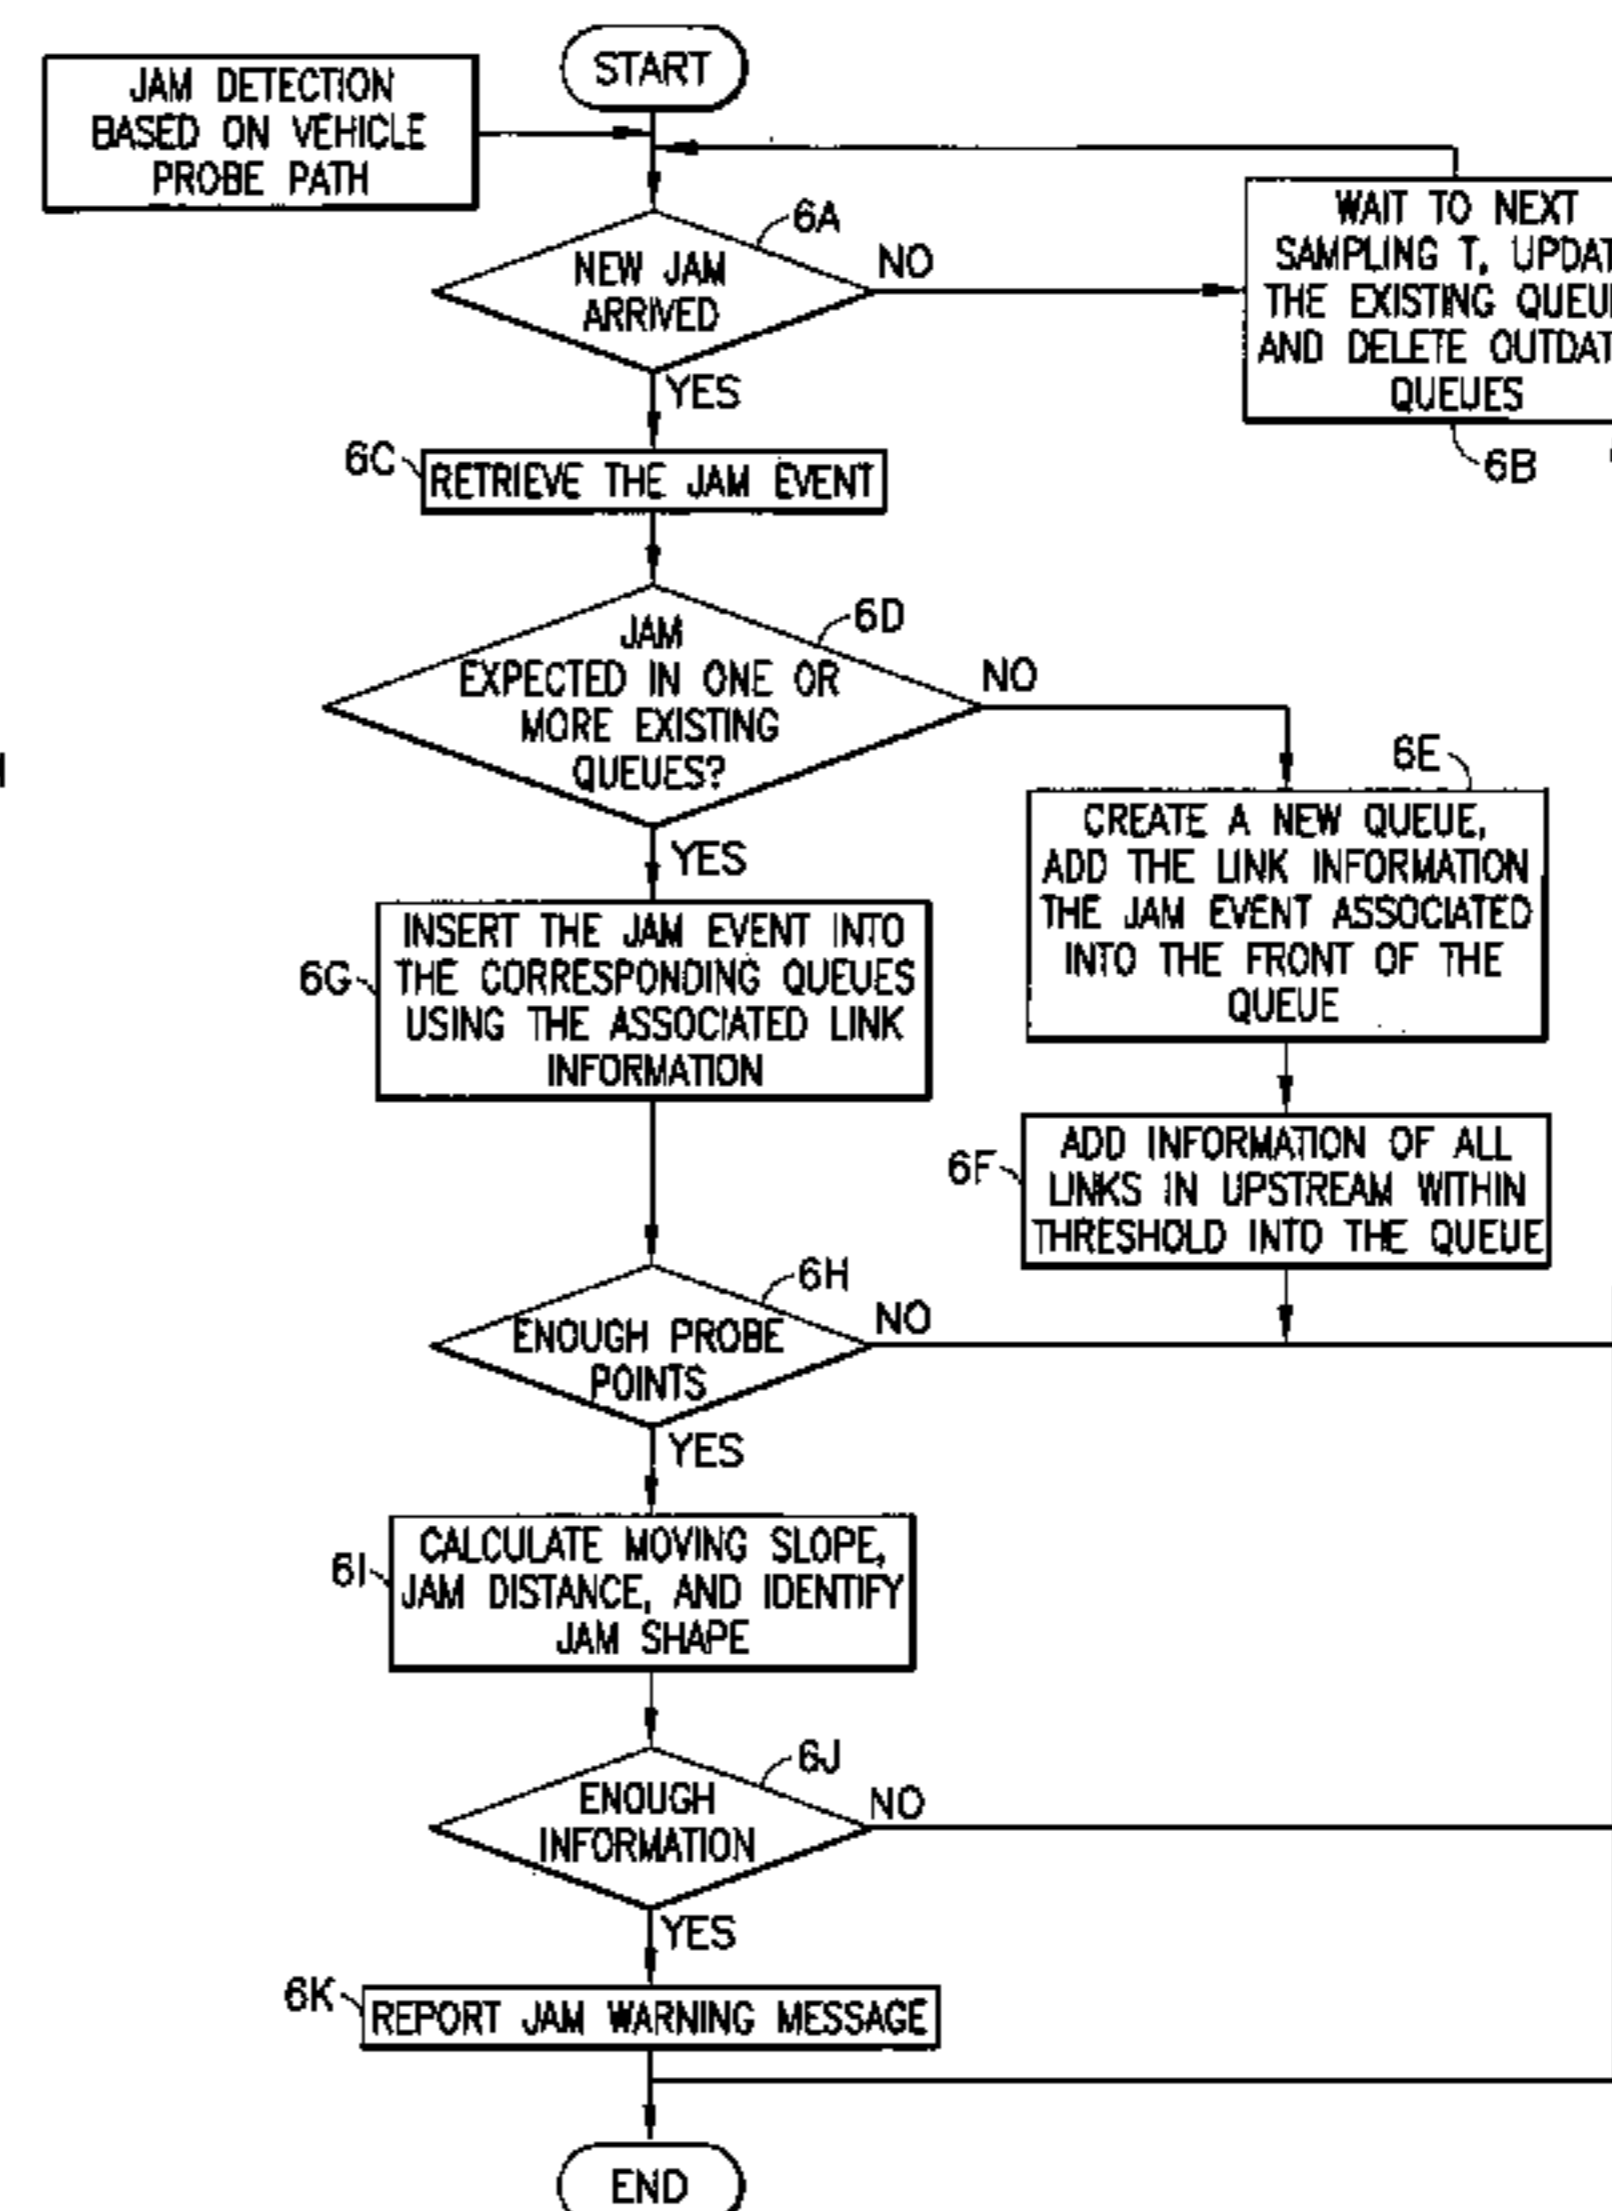 START
JAM DETECTION
BASED ON VEHICLE
PROBE PATH
6A
NEW JAM
ARRIVED
NO
WAIT TO NEXT
SAMPLING T, UPDAT
THE EXISTING QUEU
AND DELETE OUTDAT
QUEUES
6B
YES
6C
RETRIEVE THE JAM EVENT
6D
JAM
EXPECTED IN ONE OR
MORE EXISTING
QUEUES?
NO
6E
CREATE A NEW QUEUE,
ADD THE LINK INFORMATION
THE JAM EVENT ASSOCIATED
INTO THE FRONT OF THE
QUEUE
YES
6G
INSERT THE JAM EVENT INTO
THE CORRESPONDING QUEUES
USING THE ASSOCIATED LINK
INFORMATION
6F
ADD INFORMATION OF ALL
LINKS IN UPSTREAM WITHIN
THRESHOLD INTO THE QUEUE
6H
ENOUGH PROBE
POINTS
NO
YES
6I
CALCULATE MOVING SLOPE,
JAM DISTANCE, AND IDENTIFY
JAM SHAPE
6J
ENOUGH
INFORMATION
NO
YES
6K
REPORT JAM WARNING MESSAGE
END